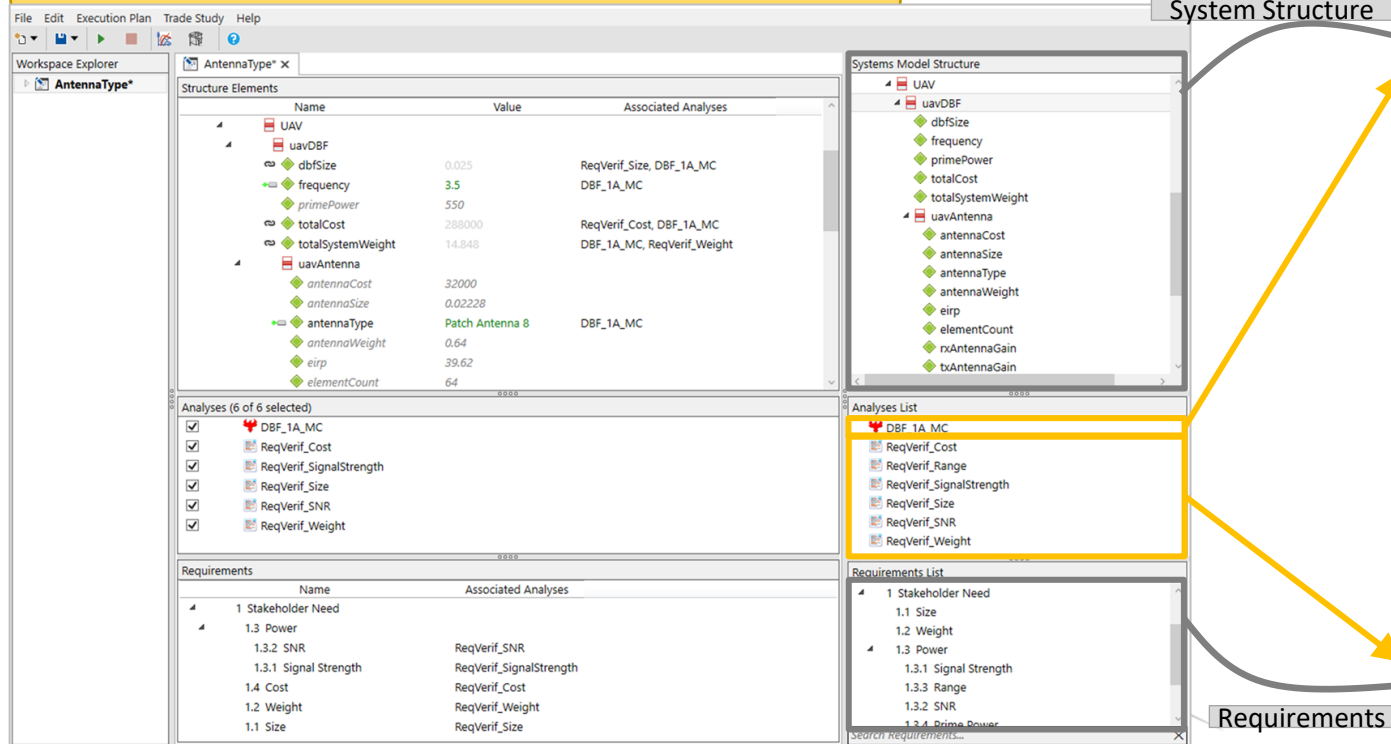 System Structure
File Edit Execution Plan Trade Study Help
Workspace Explorer
AntennaType*
AntennaType*
Structure Elements
Name Value Associated Analyses
UAV
uavDBF
dbfSize 0.025 ReqVerif_Size, DBF_1A_MC
frequency 3.5 DBF_1A_MC
primePower 550
totalCost 288000 ReqVerif_Cost, DBF_1A_MC
totalSystemWeight 14.848 DBF_1A_MC, ReqVerif_Weight
uavAntenna
antennaCost 32000
antennaSize 0.02228
antennaType Patch Antenna 8 DBF_1A_MC
antennaWeight 0.64
eirp 39.62
elementCount 64
Analyses (6 of 6 selected)
DBF_1A_MC
ReqVerif_Cost
ReqVerif_SignalStrength
ReqVerif_Size
ReqVerif_SNR
ReqVerif_Weight
Requirements
Name Associated Analyses
1 Stakeholder Need
1.3 Power
1.3.2 SNR ReqVerif_SNR
1.3.1 Signal Strength ReqVerif_SignalStrength
1.4 Cost ReqVerif_Cost
1.2 Weight ReqVerif_Weight
1.1 Size ReqVerif_Size
Systems Model Structure
UAV
uavDBF
dbfSize
frequency
primePower
totalCost
totalSystemWeight
uavAntenna
antennaCost
antennaSize
antennaType
antennaWeight
eirp
elementCount
rxAntennaGain
txAntennaGain
Analyses List
DBF_1A_MC
ReqVerif_Cost
ReqVerif_Range
ReqVerif_SignalStrength
ReqVerif_Size
ReqVerif_SNR
ReqVerif_Weight
Requirements List
1 Stakeholder Need
1.1 Size
1.2 Weight
1.3 Power
1.3.1 Signal Strength
1.3.3 Range
1.3.2 SNR
1.3.4 Prime Power
Search Requirements...
Requirements